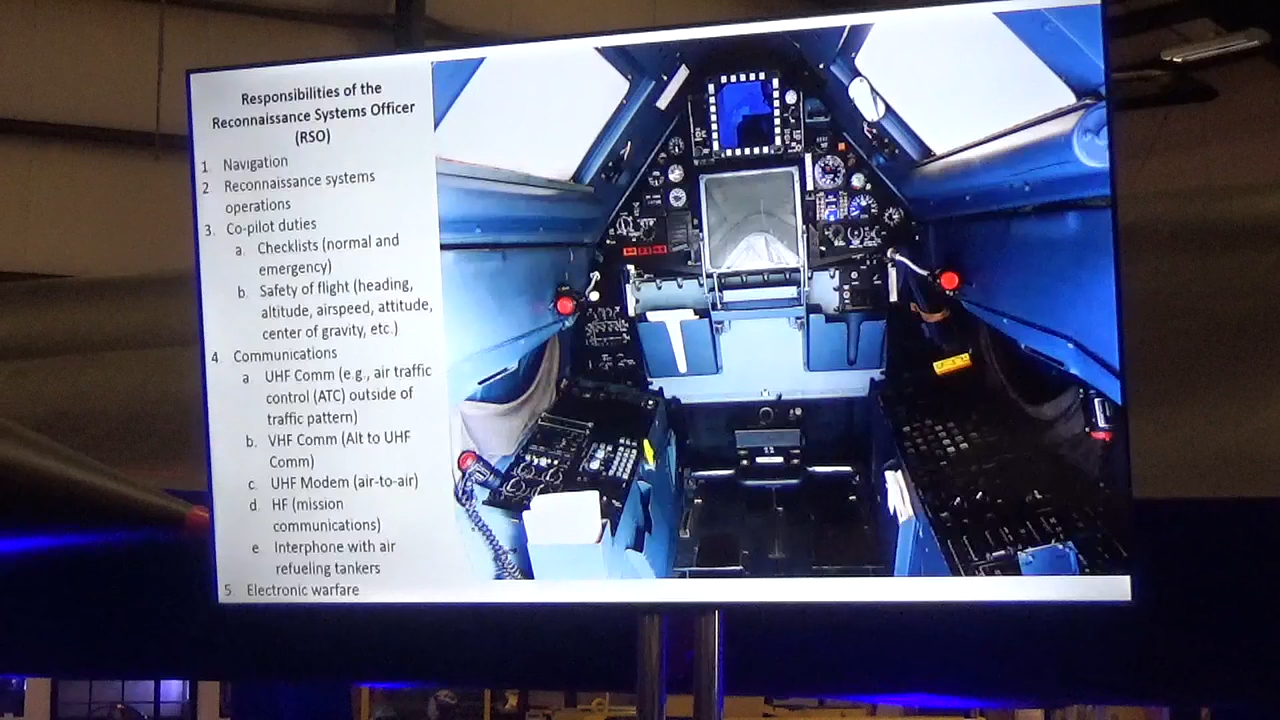 Responsibilities of the
Reconnaissance Systems Officer
(RSO)
1. Navigation
2 Reconnaissance systems
operations
3. Co-pilot duties
a. Checklists (normal and
emergency)
b. Safety of flight (heading,
altitude, airspeed, attitude,
center of gravity, etc.)
4. Communications
a UHF Comm (e.g., air traffic
control (ATC) outside of
traffic pattern)
b. VHF Comm (Alt to UHF
Comm)
c. UHF Modem (air-to-air)
d. HF (mission
communications)
e Interphone with air
refueling tankers
5. Electronic warfare